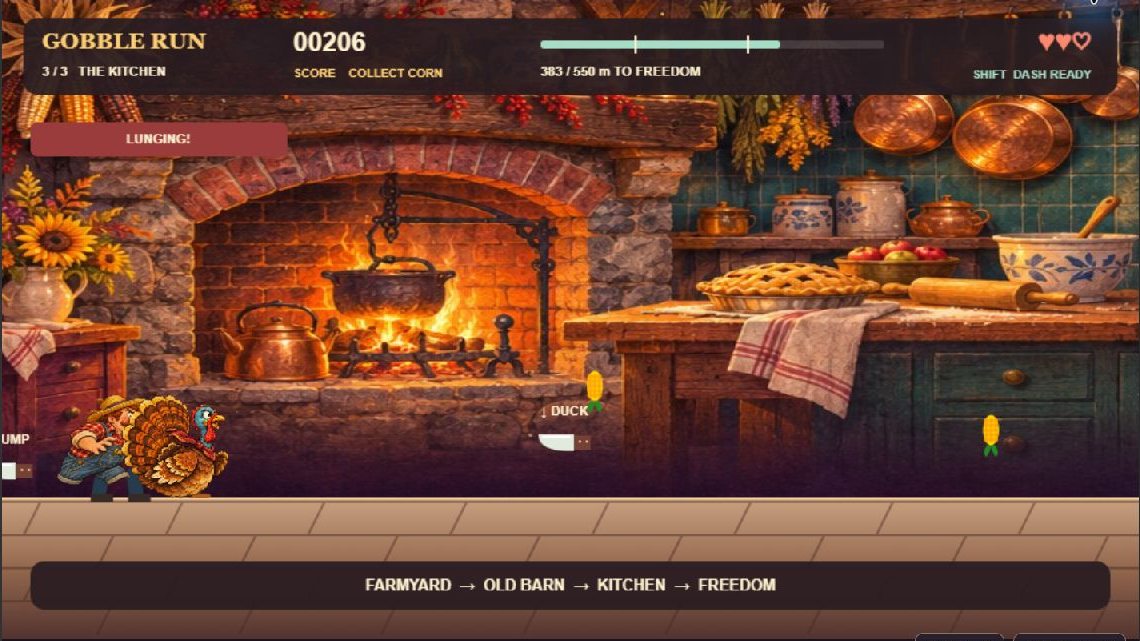 GOBBLE RUN
3 / 3 THE KITCHEN
00206
SCORE COLLECT CORN
383 / 550 m TO FREEDOM
SHIFT DASH READY
LUNGING!
↓ DUCK
UMP
FARMYARD → OLD BARN → KITCHEN → FREEDOM